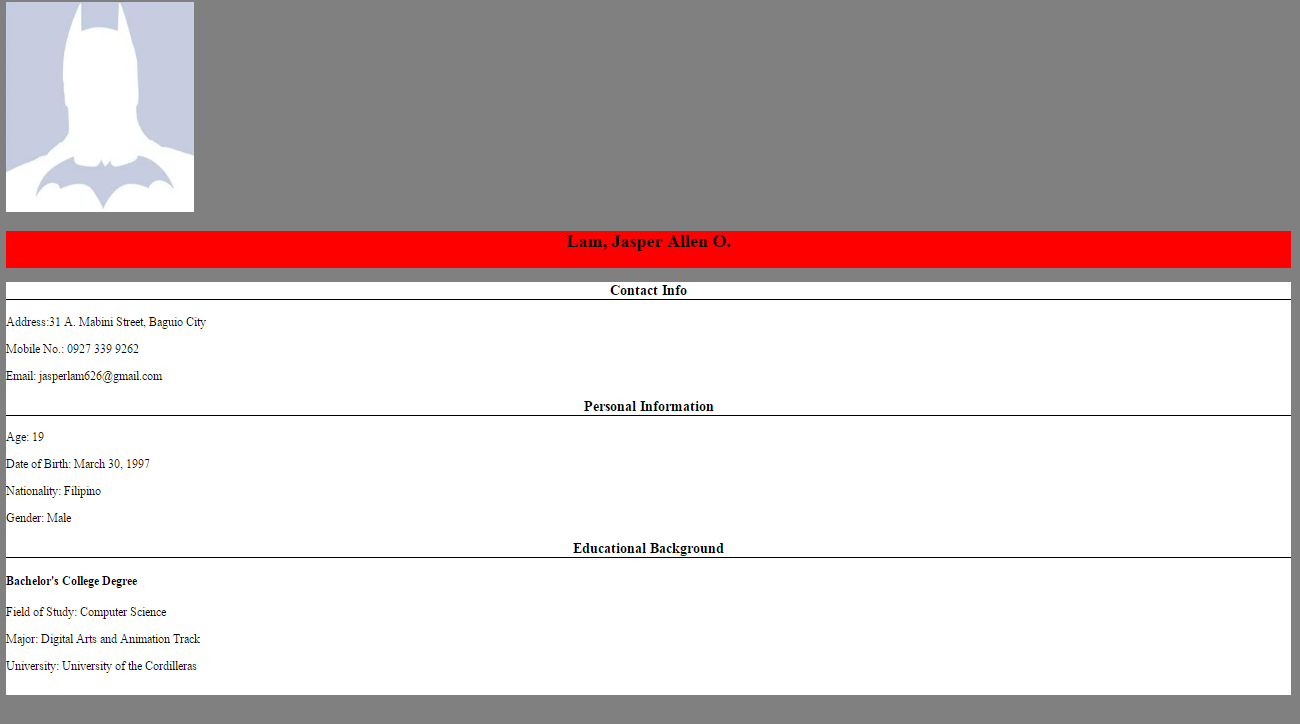 Lam, Jasper Allen O.
Contact Info
Address:31 A. Mabini Street, Baguio City
Mobile No.: 0927 339 9262
Email: jasperlam626@gmail.com
Personal Information
Age: 19
Date of Birth: March 30, 1997
Nationality: Filipino
Gender: Male
Educational Background
Bachelor's College Degree
Field of Study: Computer Science
Major: Digital Arts and Animation Track
University: University of the Cordilleras